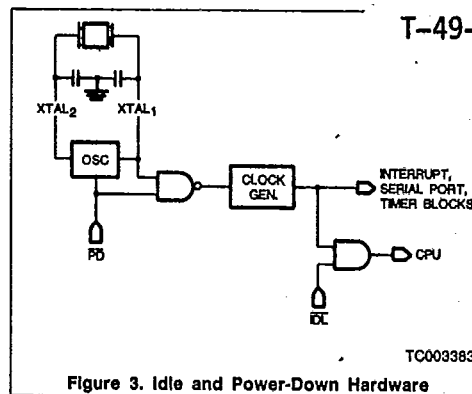 T-49-
XTAL2 XTAL1
OSC
CLOCK
GEN.
INTERRUPT,
SERIAL PORT,
TIMER BLOCKS
PD
CPU
IDL
TC003383
Figure 3. Idle and Power-Down Hardware